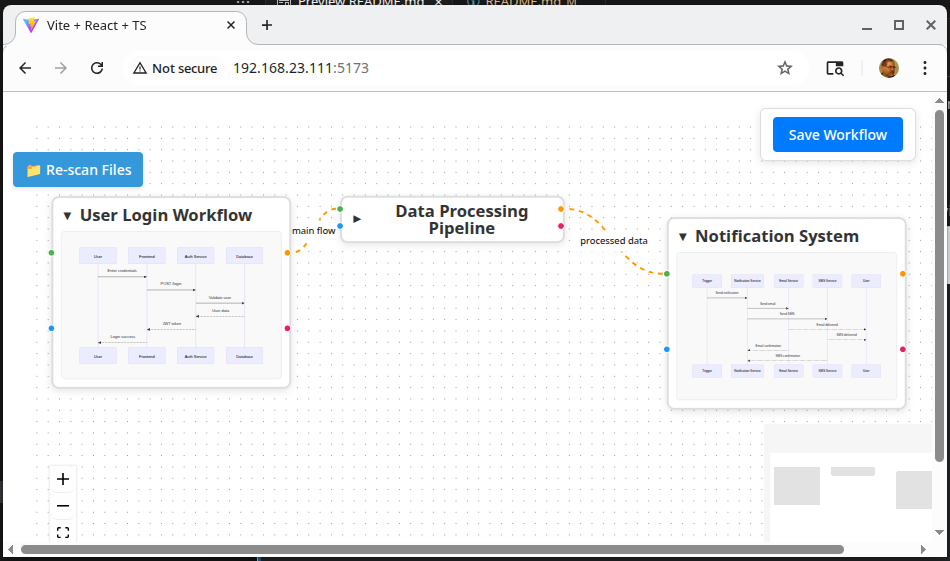 Preview README.md
README.md M
Vite + React + TS
Not secure
192.168.23.111:5173
Save Workflow
📁 Re-scan Files
▼ User Login Workflow
User
Frontend
Auth Service
Database
Enter credentials
POST /login
Validate user
User data
JWT token
Login success
User
Frontend
Auth Service
Database
main flow
▶ Data Processing
Pipeline
processed data
▼ Notification System
Trigger
Notification Service
Email Service
SMS Service
User
Send notification
Send email
Send SMS
Email delivered
SMS delivered
Email confirmation
SMS confirmation
Trigger
Notification Service
Email Service
SMS Service
User